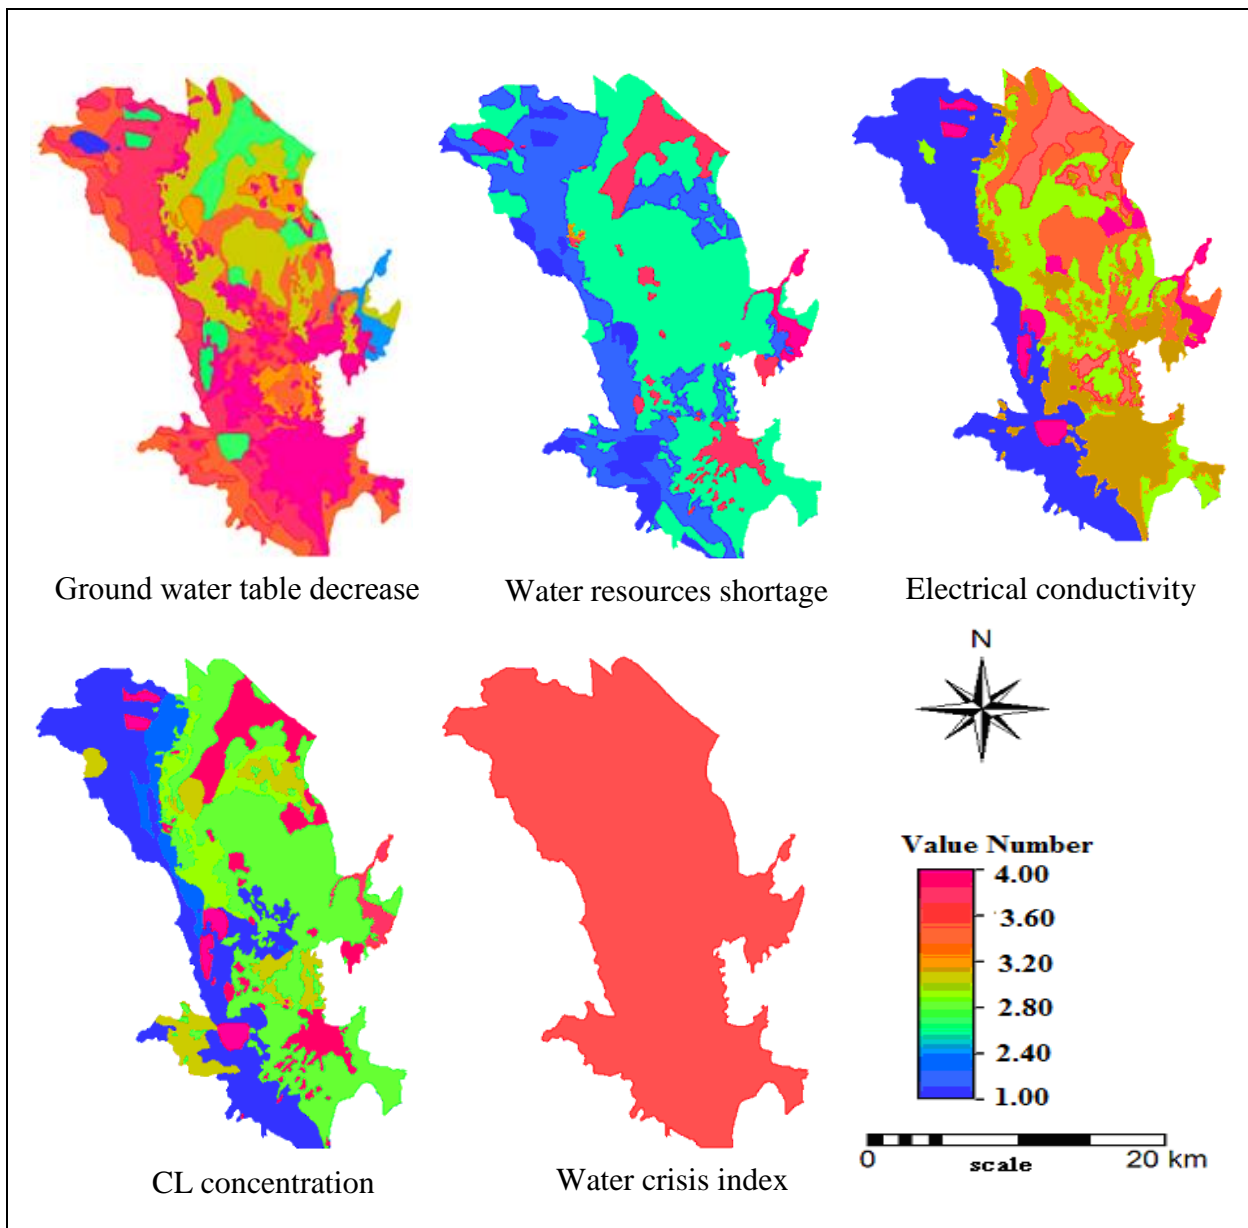 Ground water table decrease
Water resources shortage
Electrical conductivity
N
Value Number
4.00
3.60
3.20
2.80
2.40
1.00
0 scale 20 km
CL concentration
Water crisis index